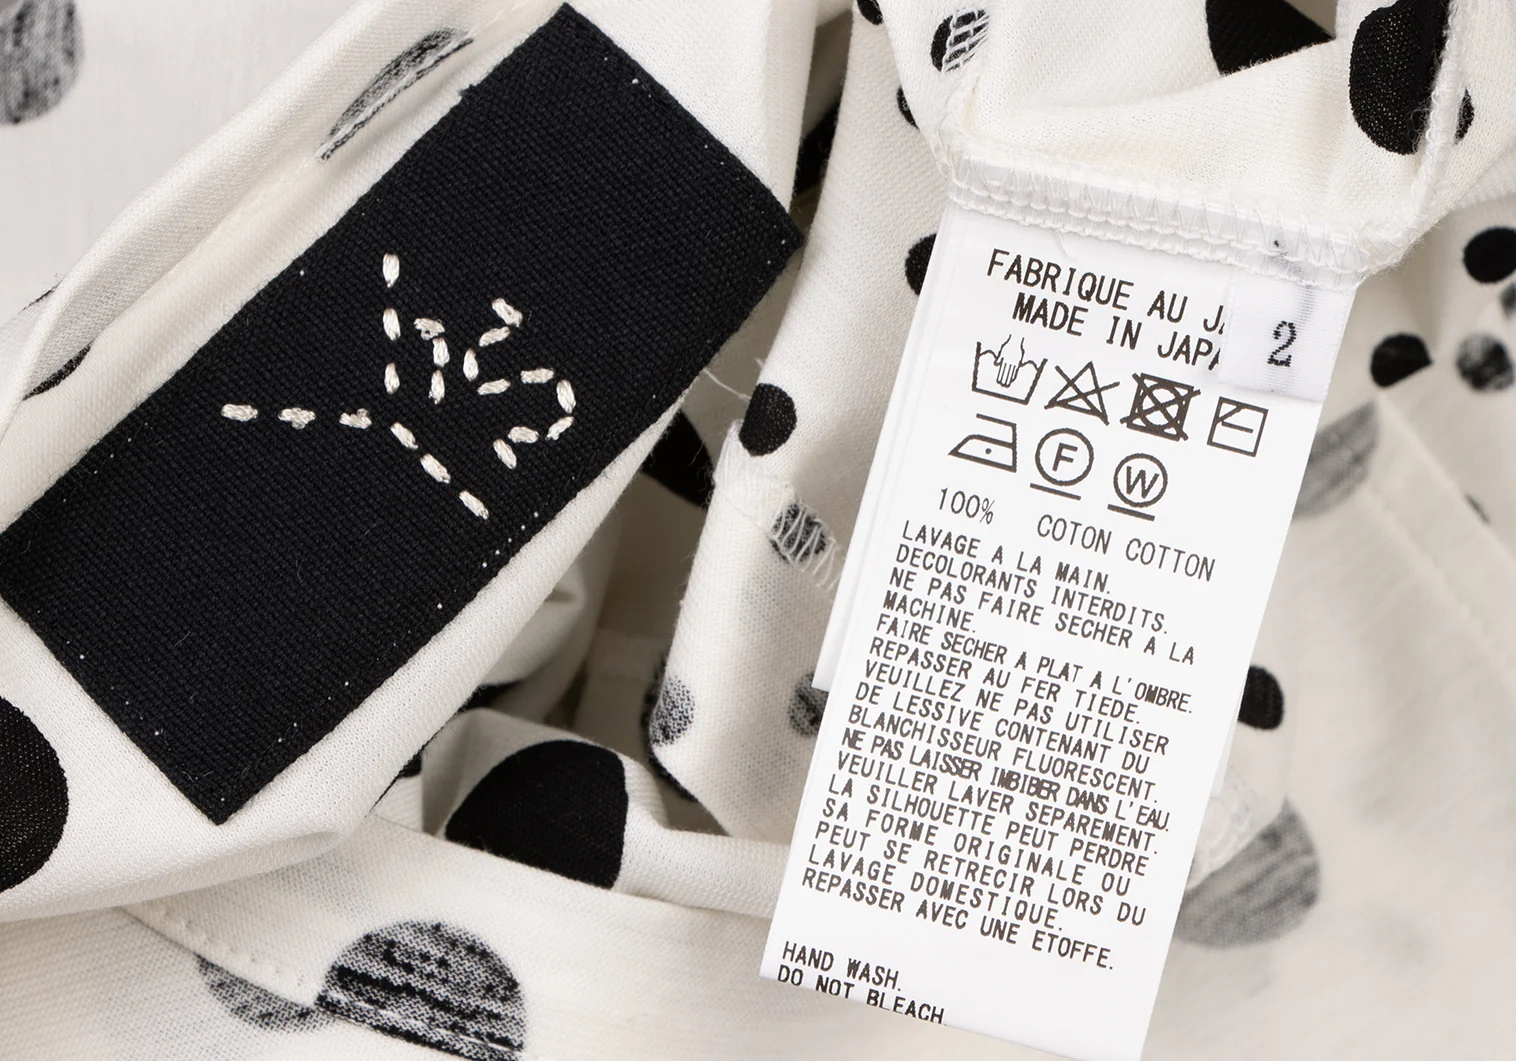 FABRIQUE AU
MADE IN
2
F
W
100% COTON COTTON
LAVAGE A LA MAIN.
DECOLORANTS INTERDITS.
NE PAS FAIRE SECHER A LA
MACHINE.
FAIRE SECHER A PLAT A L'OMBRE.
REPASSER AU FER TIEDE.
VEUILLEZ NE PAS UTILISER
DE LESSIVE CONTENANT DU
BLANCHISSEUR FLUORESCENT.
NE PAS LAISSER IMBIBER DANS L'EAU.
VEUILLER LAVER SEPAREMENT.
LA SILHOUETTE PEUT PERDRE
SA FORME ORIGINALE OU
PEUT SE RETRECIR LORS DU
LAVAGE DOMESTIQUE.
REPASSER AVEC UNE ETOFFE.
HAND WASH.
DO NOT BLEACH.